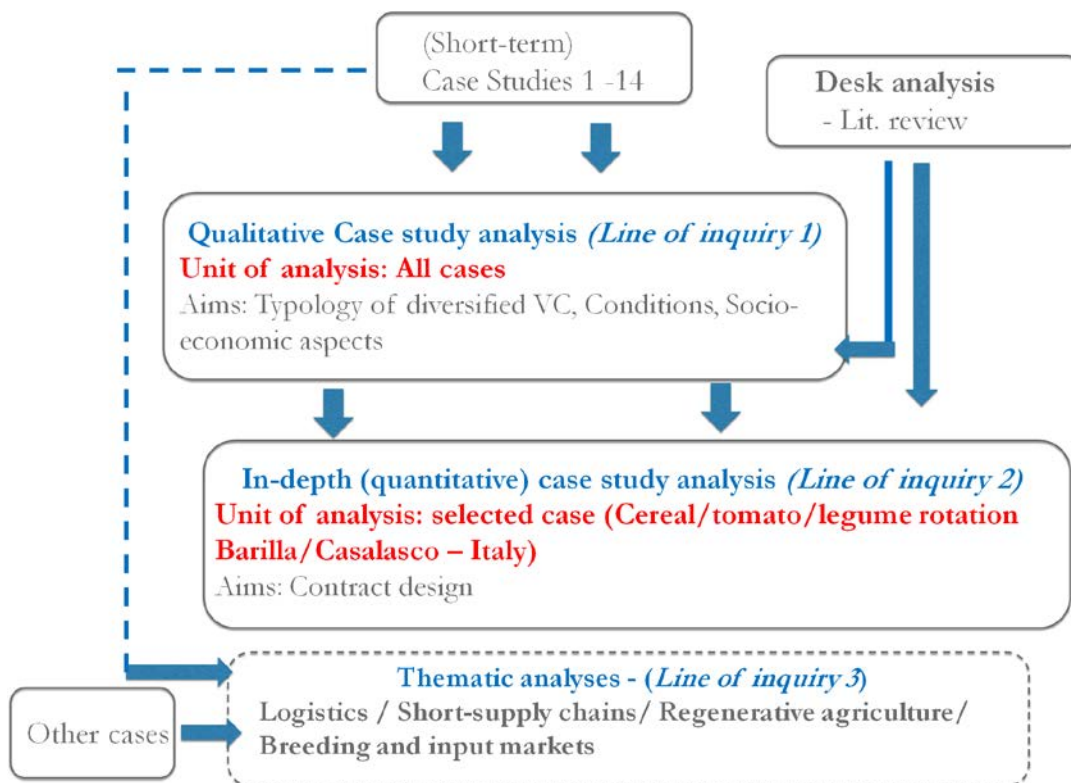 (Short-term)
Case Studies 1 -14
Desk analysis
- Lit. review
Qualitative Case study analysis (Line of inquiry 1)
Unit of analysis: All cases
Aims: Typology of diversified VC, Conditions, Socio-
economic aspects
In-depth (quantitative) case study analysis (Line of inquiry 2)
Unit of analysis: selected case (Cereal/tomato/legume rotation
Barilla/Casalasco – Italy)
Aims: Contract design
Thematic analyses - (Line of inquiry 3)
Logistics / Short-supply chains/ Regenerative agriculture/
Breeding and input markets
Other cases